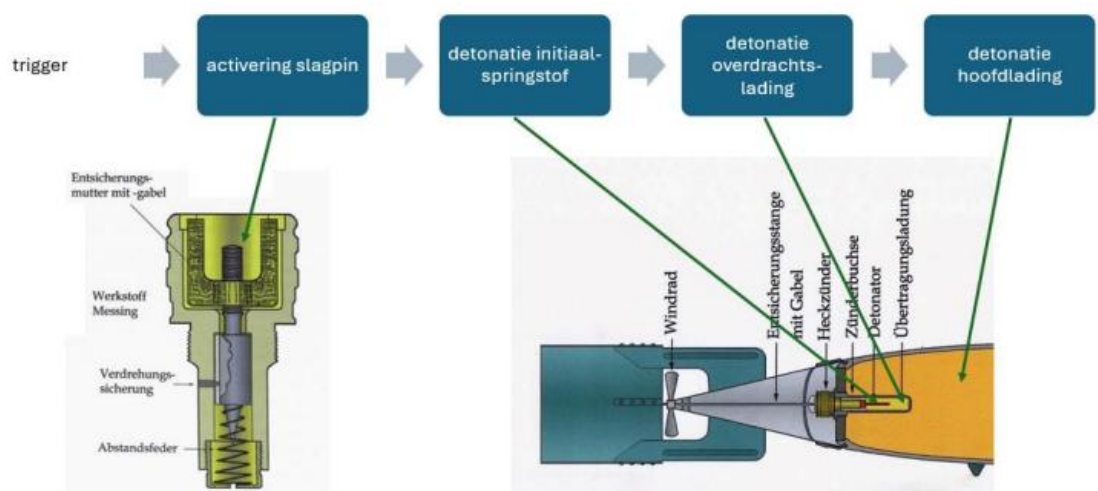 trigger
activering slagpin
detonatie initiaal-
springstof
detonatie
overdrachts-
lading
detonatie
hoofdlading
Entsicherungs-
mutter mit -gabel
Werkstoff
Messing
Verdrehungs-
sicherung
Abstandsfeder
Windrad
Entsicherungsstange
mit Gabel
Heckzünder
Zünderbuchse
Detonator
Übertragungsladung